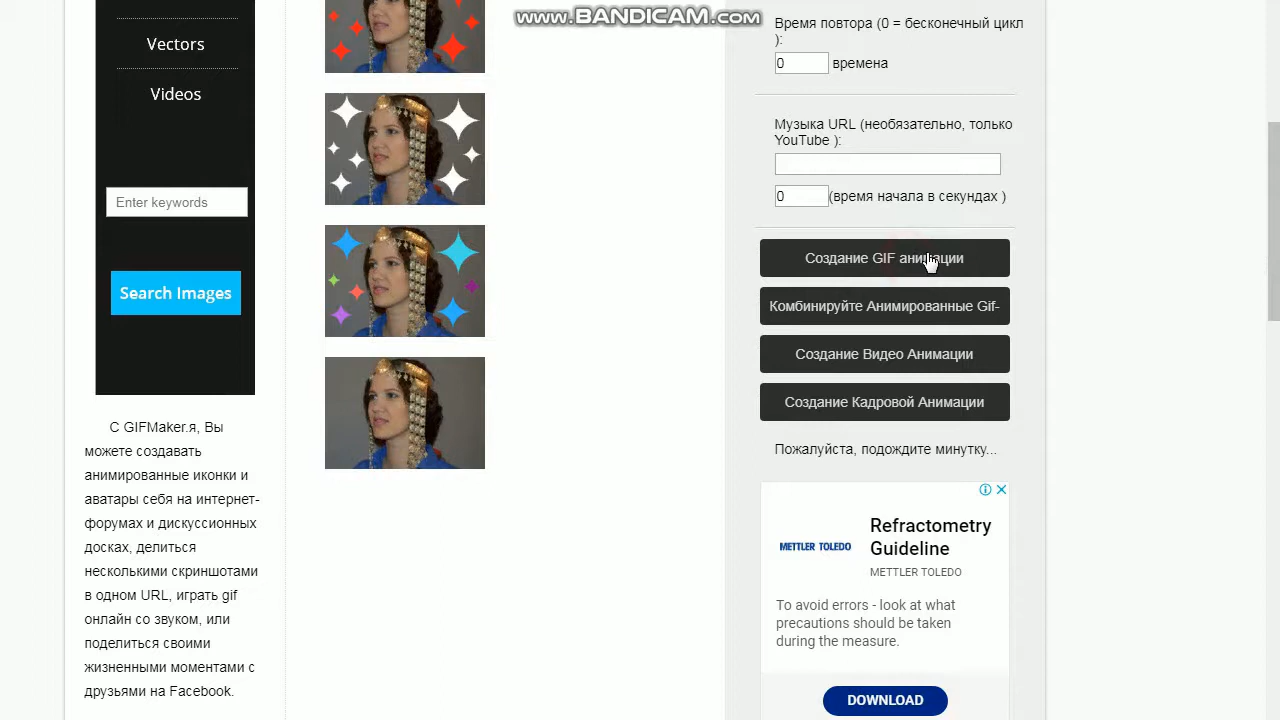 www.BANDICAM.com
Vectors
Videos
Enter keywords
Search Images
С GIFMaker.я, Вы
можете создавать
анимированные иконки и
аватары себя на интернет-
форумах и дискуссионных
досках, делиться
несколькими скриншотами
в одном URL, играть gif
онлайн со звуком, или
поделиться своими
жизненными моментами с
друзьями на Facebook.
Время повтора (0 = бесконечный цикл
):
0 времена
Музыка URL (необязательно, только
YouTube ):
0 (время начала в секундах )
Создание GIF анимации
Комбинируйте Анимированные Gif-
Создание Видео Анимации
Создание Кадровой Анимации
Пожалуйста, подождите минутку...
METTLER TOLEDO
Refractometry
Guideline
METTLER TOLEDO
To avoid errors - look at what
precautions should be taken
during the measure.
DOWNLOAD